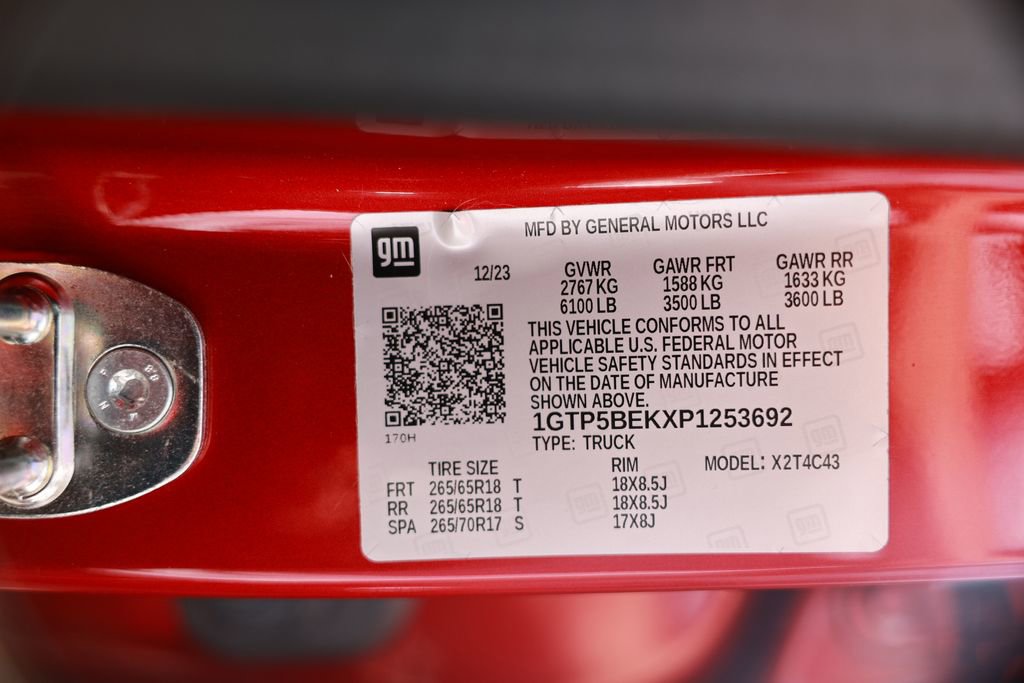 MFD BY GENERAL MOTORS LLC
gm
12/23
GVWR GAWR FRT GAWR RR
2767 KG 1588 KG 1633 KG
6100 LB 3500 LB 3600 LB
THIS VEHICLE CONFORMS TO ALL
APPLICABLE U.S. FEDERAL MOTOR
VEHICLE SAFETY STANDARDS IN EFFECT
ON THE DATE OF MANUFACTURE
SHOWN ABOVE.
1GTP5BEKXP1253692
170H
TYPE: TRUCK
TIRE SIZE RIM MODEL: X2T4C43
FRT 265/65R18 T 18X8.5J
RR 265/65R18 T 18X8.5J
SPA 265/70R17 S 17X8J